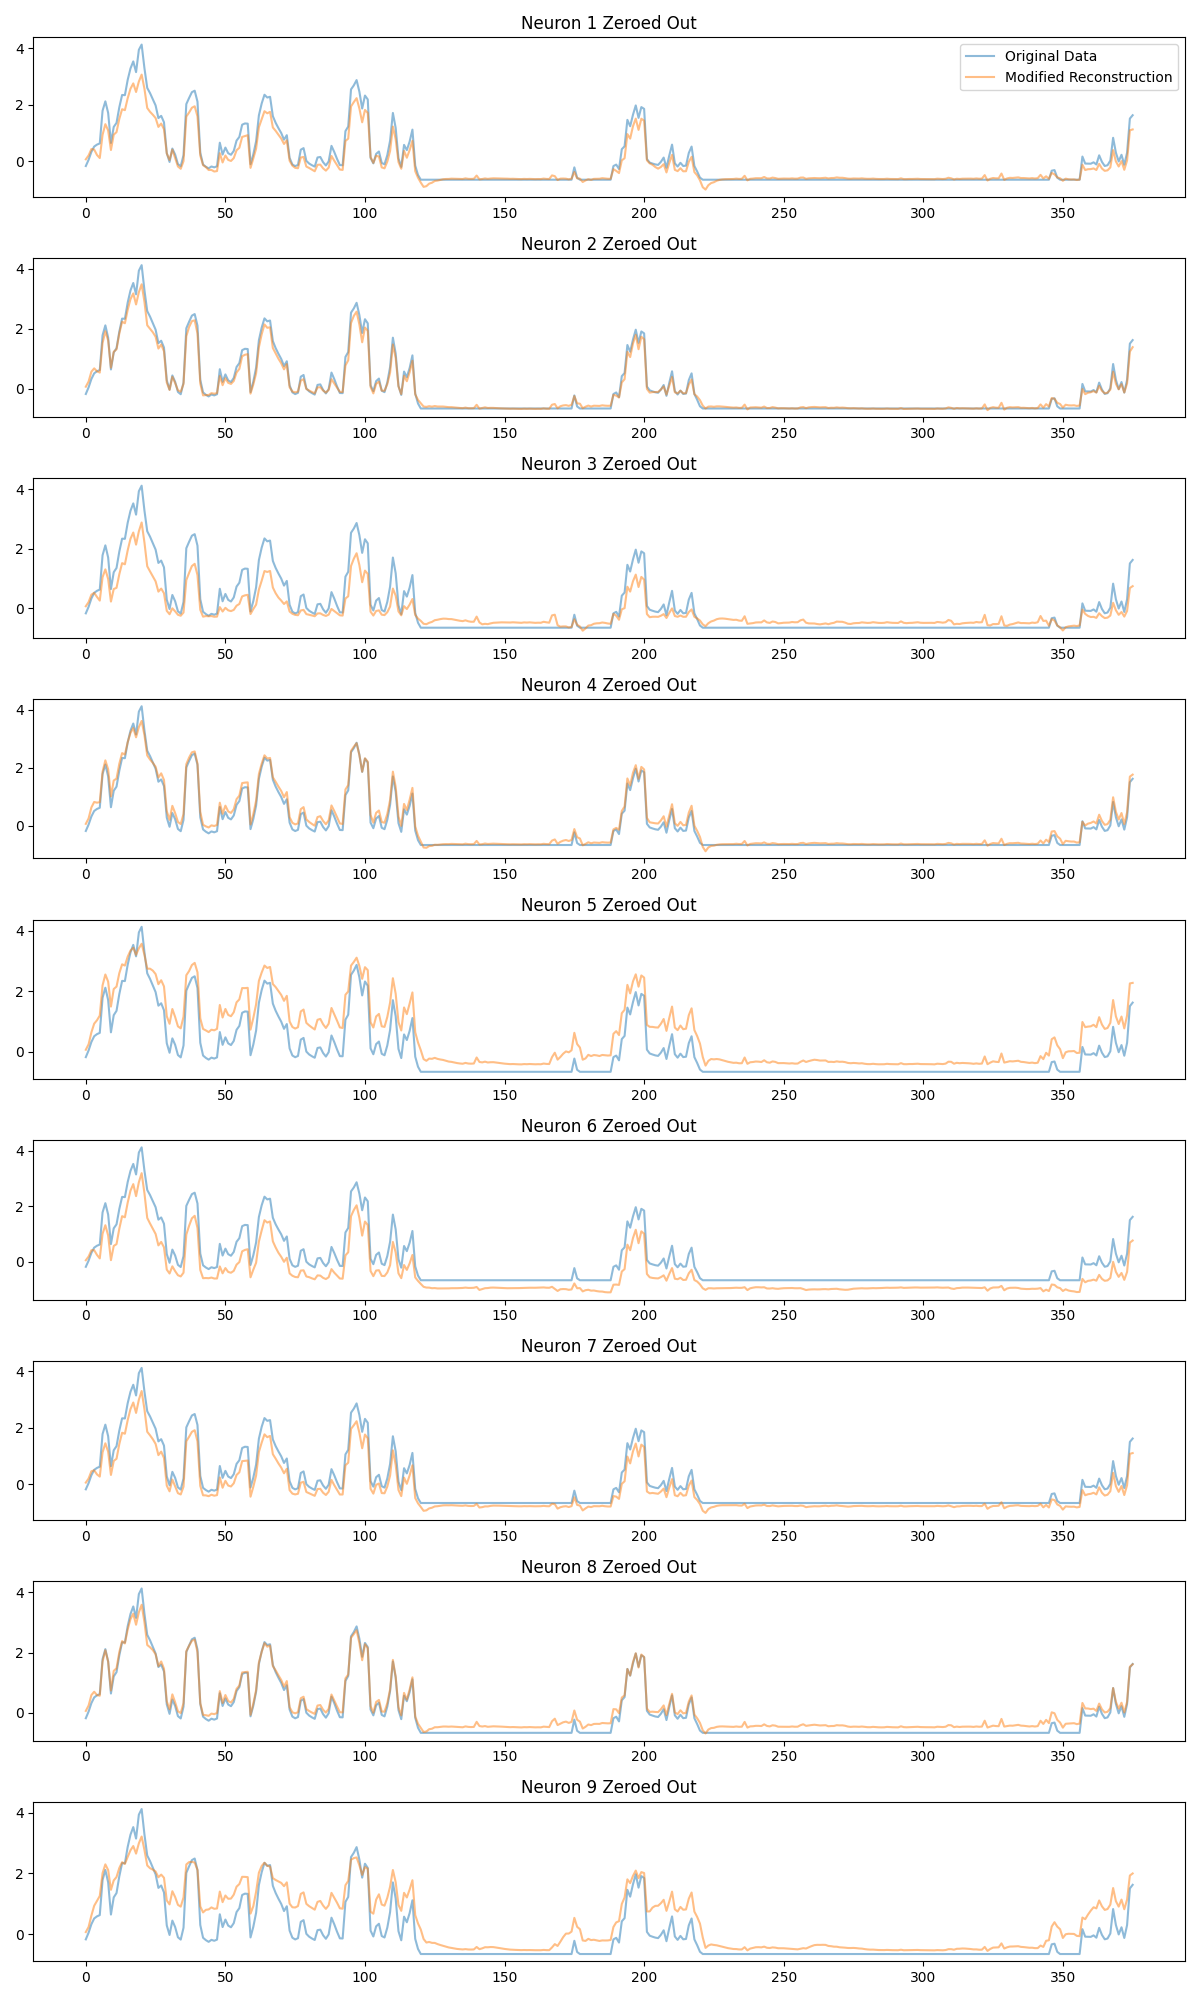 Neuron 1 Zeroed Out
4
2
0
Original Data
Modified Reconstruction
0 50 100 150 200 250 300 350
Neuron 2 Zeroed Out
4
2
0
0 50 100 150 200 250 300 350
Neuron 3 Zeroed Out
4
2
0
0 50 100 150 200 250 300 350
Neuron 4 Zeroed Out
4
2
0
0 50 100 150 200 250 300 350
Neuron 5 Zeroed Out
4
2
0
0 50 100 150 200 250 300 350
Neuron 6 Zeroed Out
4
2
0
0 50 100 150 200 250 300 350
Neuron 7 Zeroed Out
4
2
0
0 50 100 150 200 250 300 350
Neuron 8 Zeroed Out
4
2
0
0 50 100 150 200 250 300 350
Neuron 9 Zeroed Out
4
2
0
0 50 100 150 200 250 300 350